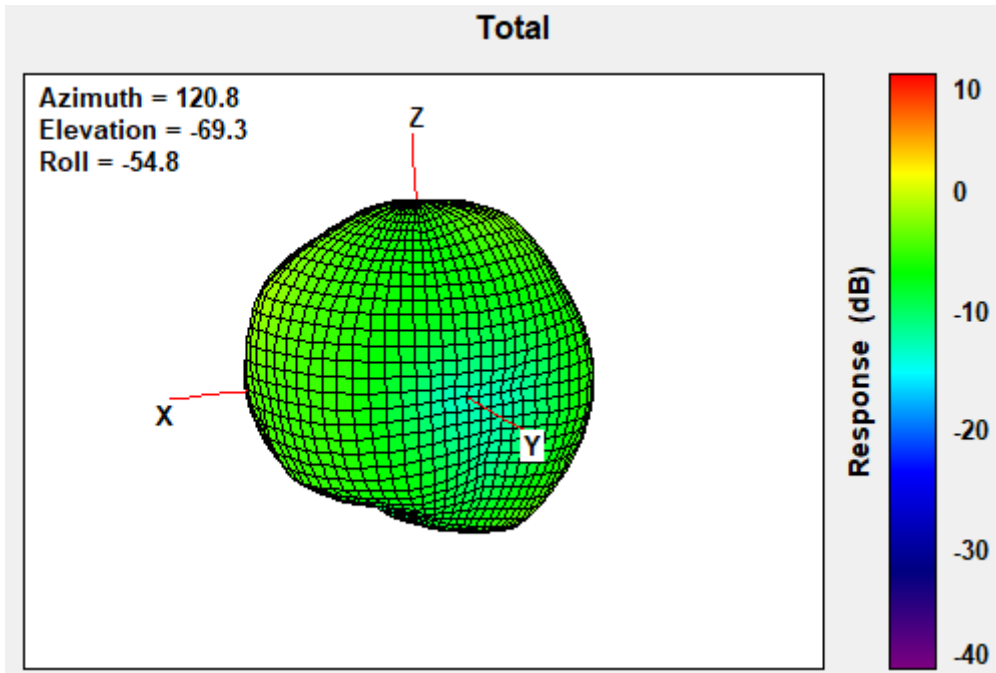 Total
Azimuth = 120.8
Elevation = -69.3
Roll = -54.8
Z
X
Y
10
0
-10
-20
-30
-40
Response (dB)